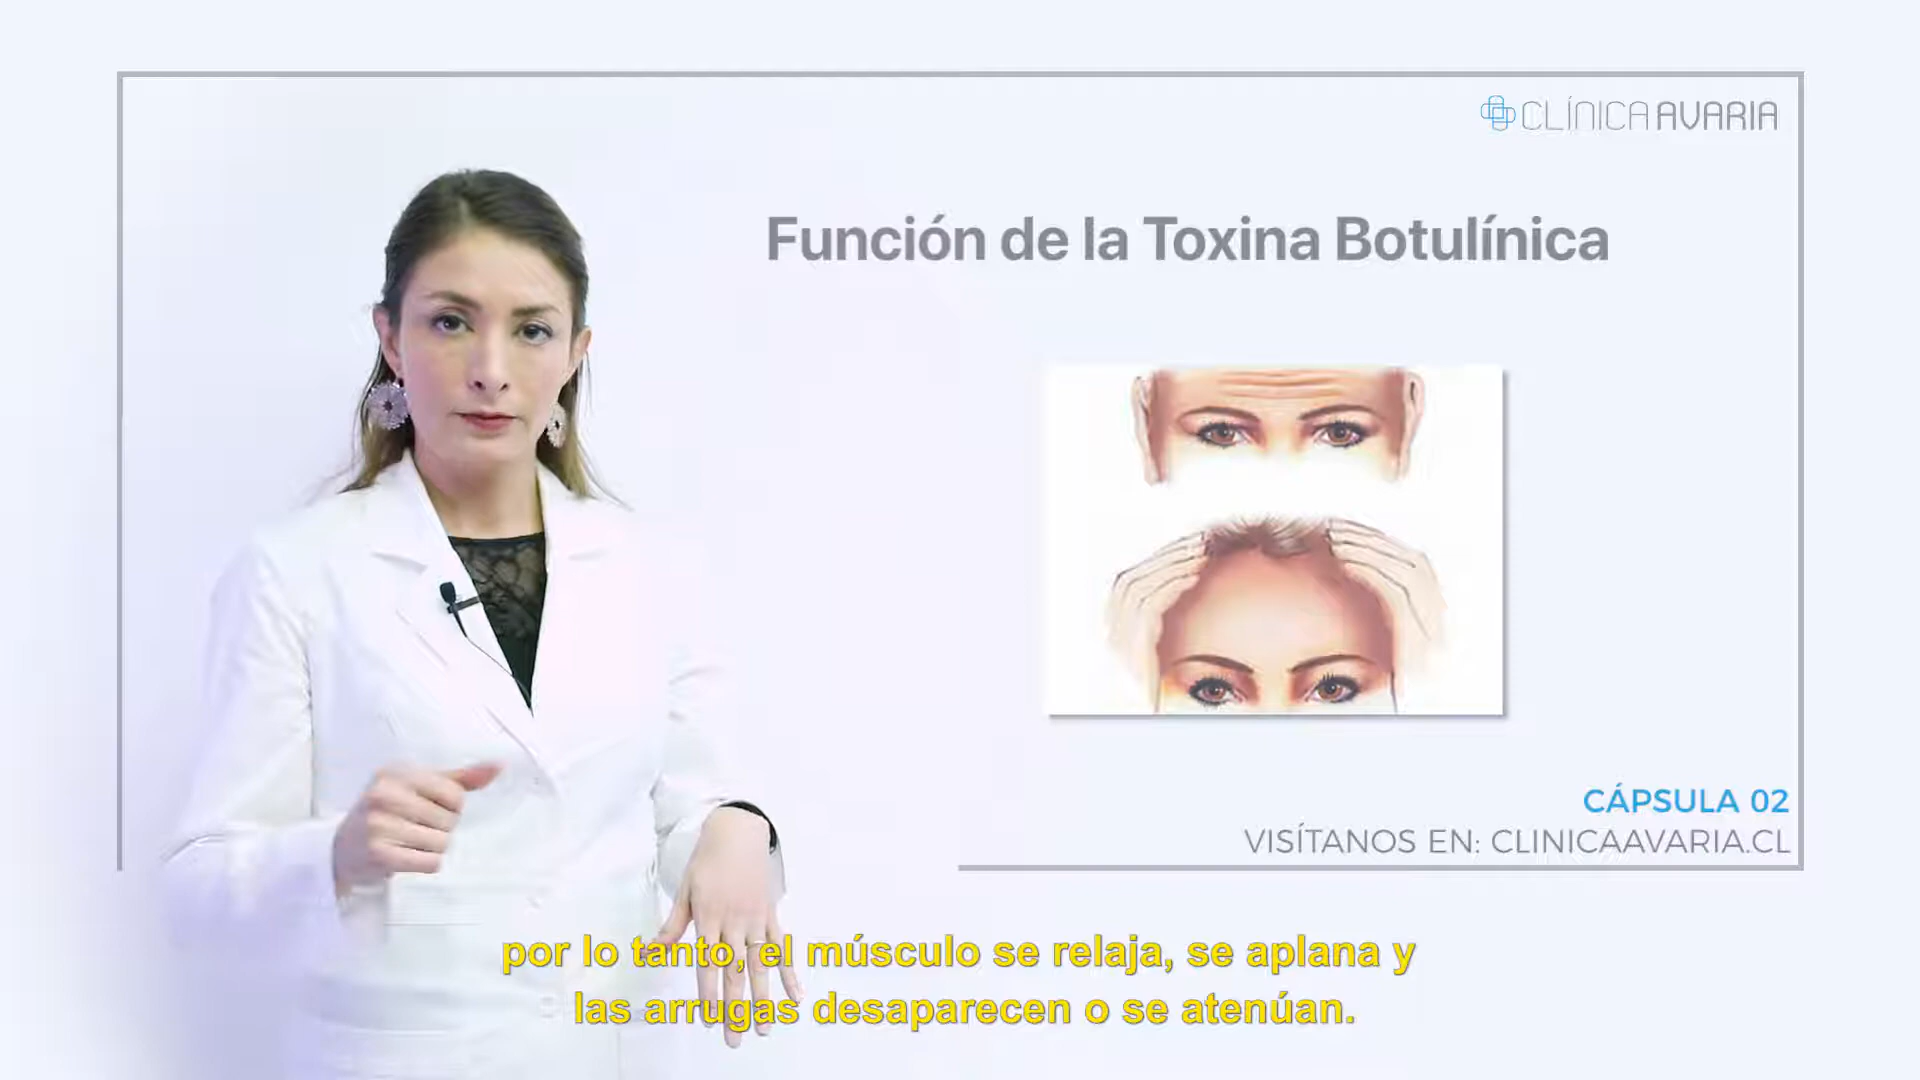 CLÍNICA AVARIA
Función de la Toxina Botulínica
CÁPSULA 02
VISÍTANOS EN: CLINICAAVARIA.CL
por lo tanto, el músculo se relaja, se aplana y
las arrugas desaparecen o se atenúan.